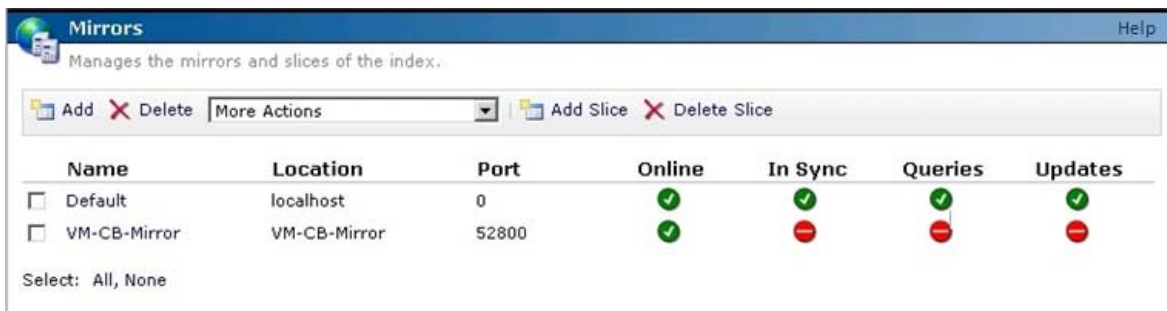 Mirrors Help
Manages the mirrors and slices of the index.
Add Delete More Actions Add Slice Delete Slice
Name Location Port Online In Sync Queries Updates
Default localhost 0
VM-CB-Mirror VM-CB-Mirror 52800
Select: All, None